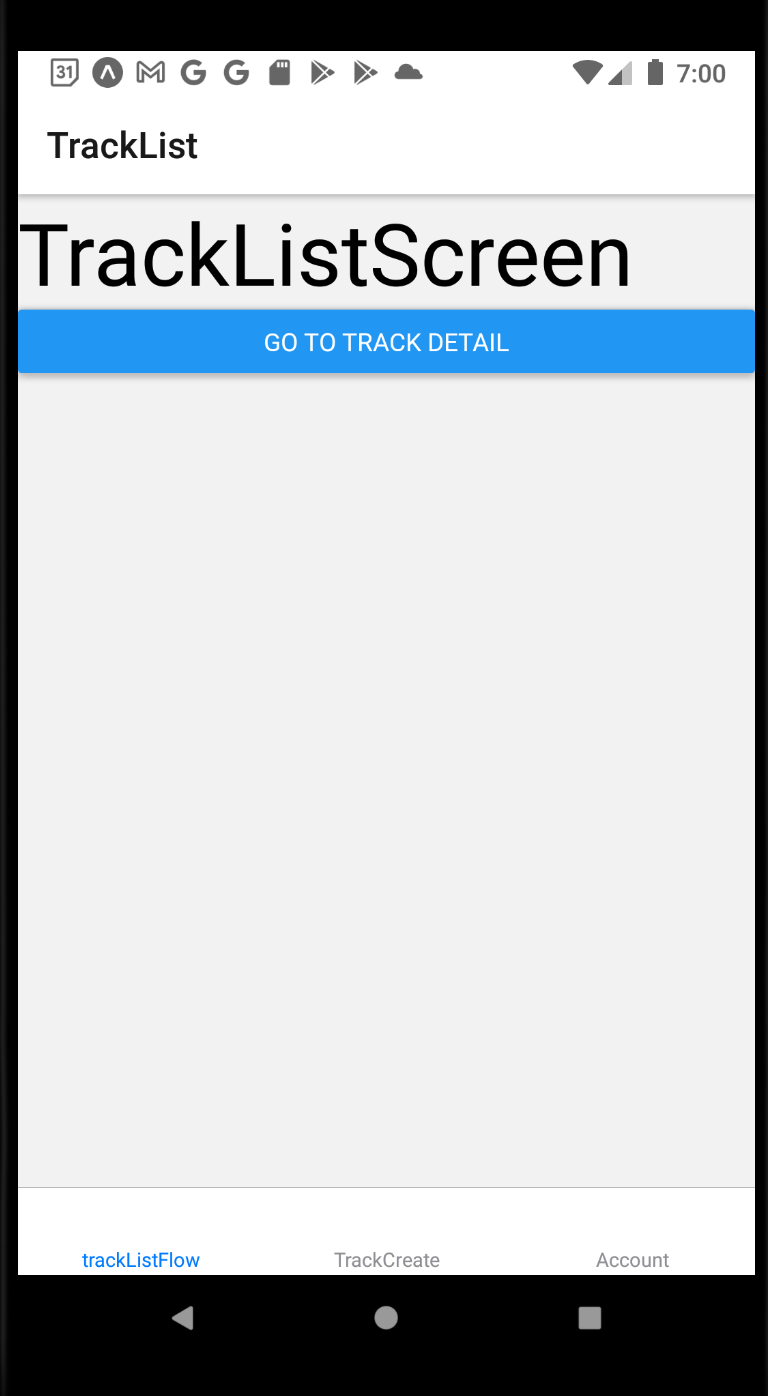 31 7:00
TrackList
TrackListScreen
GO TO TRACK DETAIL
trackListFlow TrackCreate Account